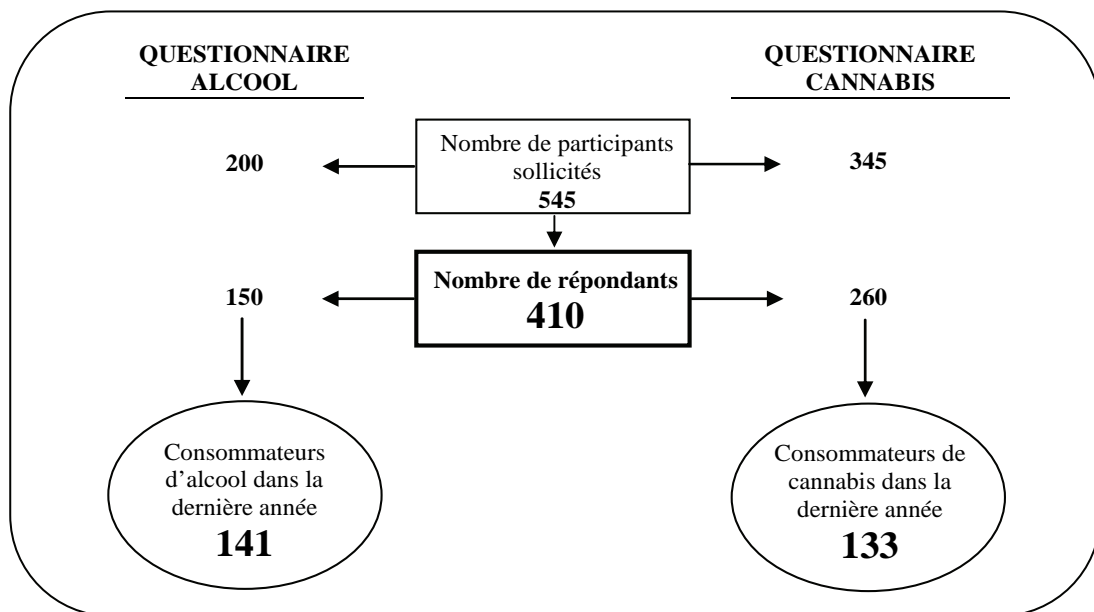 QUESTIONNAIRE
ALCOOL
QUESTIONNAIRE
CANNABIS
200
Nombre de participants
sollicités
545
345
150
Nombre de répondants
410
260
Consommateurs
d'alcool dans la
dernière année
141
Consommateurs de
cannabis dans la
dernière année
133